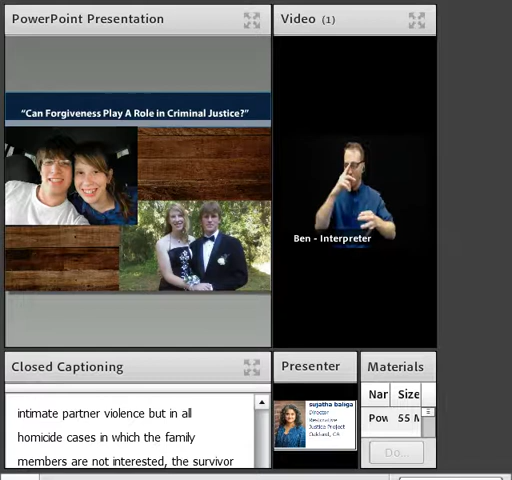 PowerPoint Presentation
Video (1)
“Can Forgiveness Play A Role in Criminal Justice?”
Ben - Interpreter
Closed Captioning
Presenter
Materials
intimate partner violence but in all
homicide cases in which the family
members are not interested, the survivor
sujatha baliga
Director
Restorative
Justice Project
Oakland, CA
Nar Size
Pow 55 M
Do...